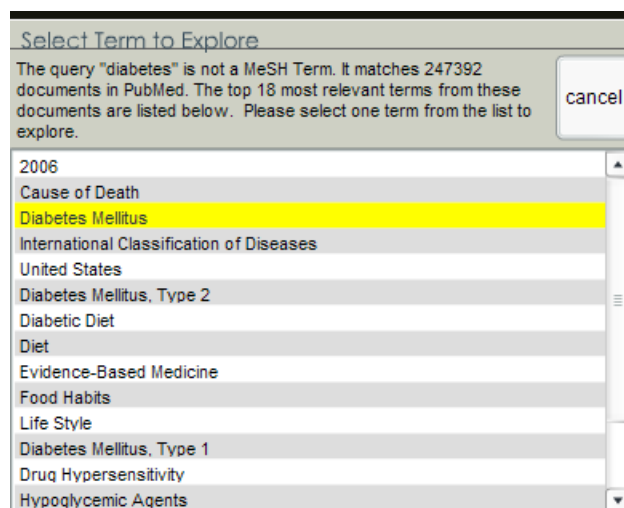 Select Term to Explore
The query "diabetes" is not a MeSH Term. It matches 247392
documents in PubMed. The top 18 most relevant terms from these
documents are listed below. Please select one term from the list to
explore.
cancel
2006
Cause of Death
Diabetes Mellitus
International Classification of Diseases
United States
Diabetes Mellitus, Type 2
Diabetic Diet
Diet
Evidence-Based Medicine
Food Habits
Life Style
Diabetes Mellitus, Type 1
Drug Hypersensitivity
Hypoglycemic Agents